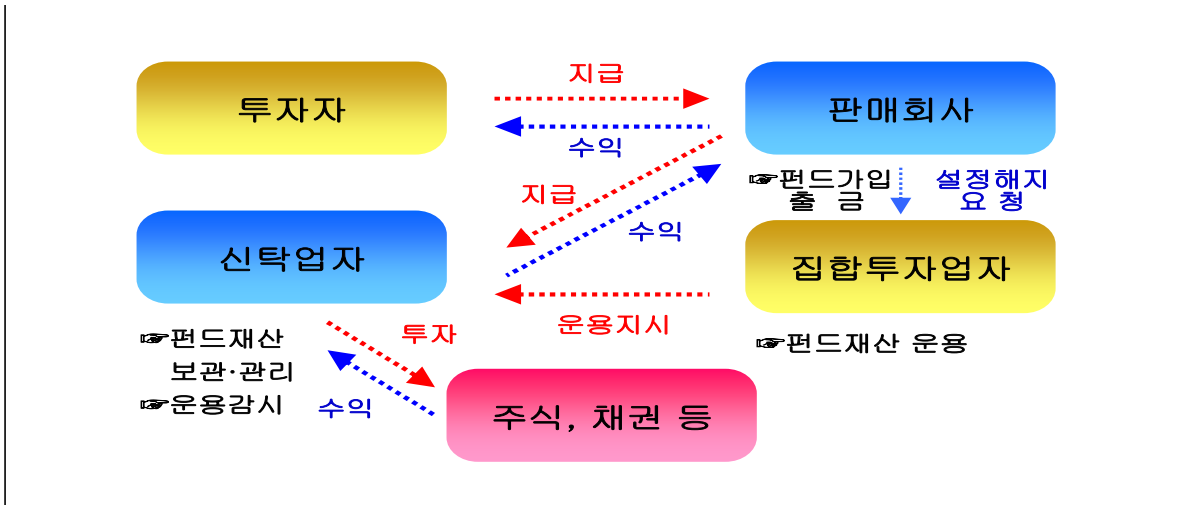 투자자
지급
수익
판매회사
지급
수익
☞펀드가입
출 금
설정해지
요 청
신탁업자
집합투자업자
운용지시
☞펀드재산
보관·관리
☞운용감시
투자
수익
☞펀드재산 운용
주식, 채권 등